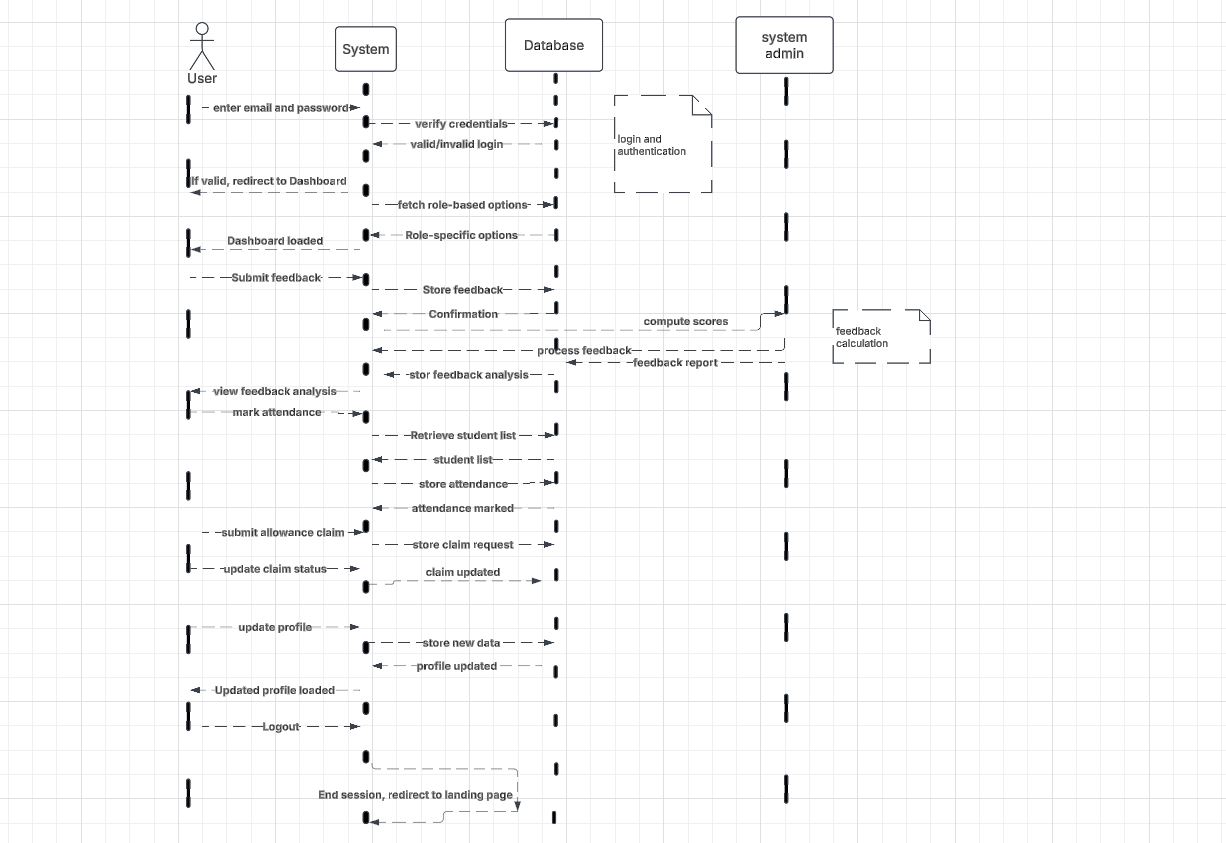 User
System
Database
system
admin
enter email and password
verify credentials
valid/invalid login
login and
authentication
If valid, redirect to Dashboard
fetch role-based options
Role-specific options
Dashboard loaded
Submit feedback
Store feedback
Confirmation
compute scores
feedback
calculation
process feedback
feedback report
stor feedback analysis
view feedback analysis
mark attendance
Retrieve student list
student list
store attendance
attendance marked
submit allowance claim
store claim request
update claim status
claim updated
update profile
store new data
profile updated
Updated profile loaded
Logout
End session, redirect to landing page